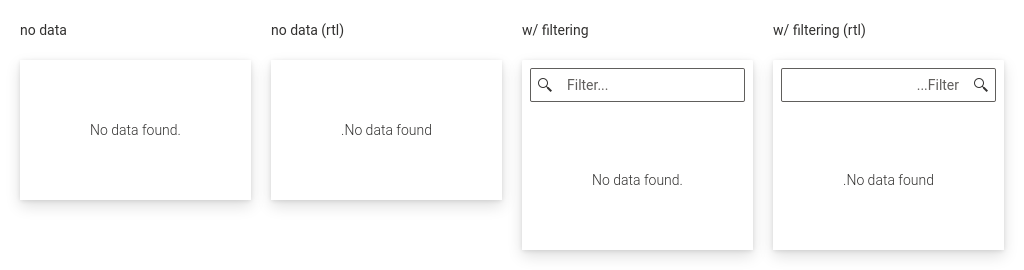 no data
No data found.
no data (rtl)
.No data found
w/ filtering
Filter...
No data found.
w/ filtering (rtl)
...Filter
.No data found